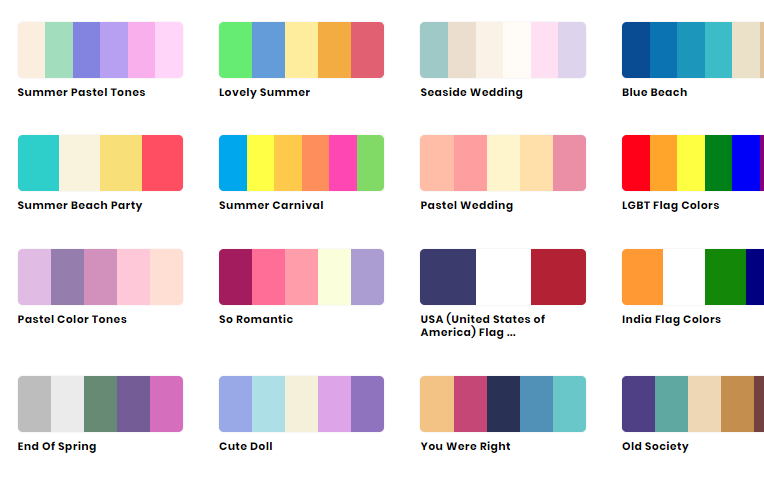 Summer Pastel Tones
Lovely Summer
Seaside Wedding
Blue Beach
Summer Beach Party
Summer Carnival
Pastel Wedding
LGBT Flag Colors
Pastel Color Tones
So Romantic
USA (United States of
America) Flag ...
India Flag Colors
End Of Spring
Cute Doll
You Were Right
Old Society